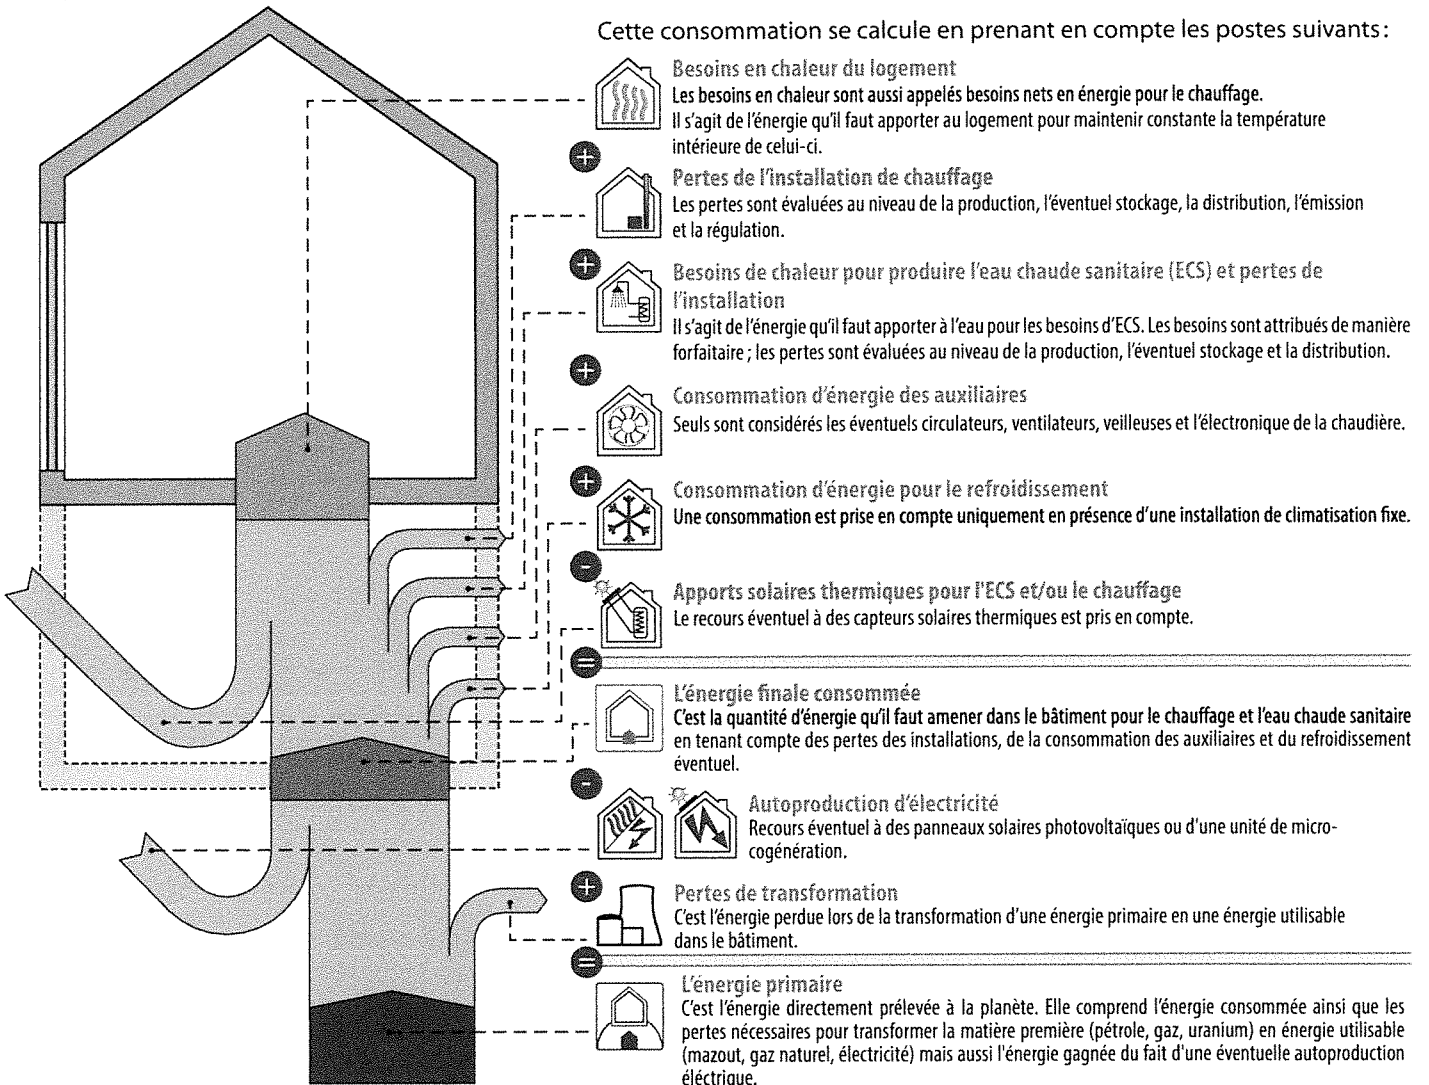 Cette consommation se calcule en prenant en compte les postes suivants:
Besoins en chaleur du logement
Les besoins en chaleur sont aussi appelés besoins nets en énergie pour le chauffage.
Il s'agit de l'énergie qu'il faut apporter au logement pour maintenir constante la température
intérieure de celui-ci.
+
Pertes de l'installation de chauffage
Les pertes sont évaluées au niveau de la production, l'éventuel stockage, la distribution, l'émission
et la régulation.
+
Besoins de chaleur pour produire l'eau chaude sanitaire (ECS) et pertes de
l'installation
Il s'agit de l'énergie qu'il faut apporter à l'eau pour les besoins d'ECS. Les besoins sont attribués de manière
forfaitaire ; les pertes sont évaluées au niveau de la production, l'éventuel stockage et la distribution.
+
Consommation d'énergie des auxiliaires
Seuls sont considérés les éventuels circulateurs, ventilateurs, veilleuses et l'électronique de la chaudière.
+
Consommation d'énergie pour le refroidissement
Une consommation est prise en compte uniquement en présence d'une installation de climatisation fixe.
-
Apports solaires thermiques pour l'ECS et/ou le chauffage
Le recours éventuel à des capteurs solaires thermiques est pris en compte.
=
L'énergie finale consommée
C'est la quantité d'énergie qu'il faut amener dans le bâtiment pour le chauffage et l'eau chaude sanitaire
en tenant compte des pertes des installations, de la consommation des auxiliaires et du refroidissement
éventuel.
-
Autoproduction d'électricité
Recours éventuel à des panneaux solaires photovoltaïques ou d'une unité de micro-
cogénération.
+
Pertes de transformation
C'est l'énergie perdue lors de la transformation d'une énergie primaire en une énergie utilisable
dans le bâtiment.
=
L'énergie primaire
C'est l'énergie directement prélevée à la planète. Elle comprend l'énergie consommée ainsi que les
pertes nécessaires pour transformer la matière première (pétrole, gaz, uranium) en énergie utilisable
(mazout, gaz naturel, électricité) mais aussi l'énergie gagnée du fait d'une éventuelle autoproduction
éléctrique.